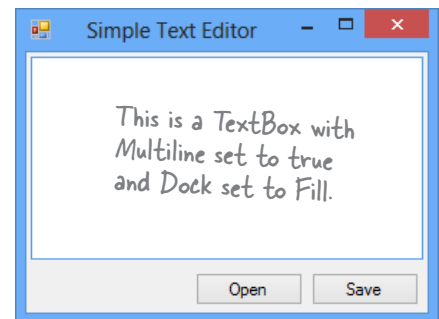 Simple Text Editor
This is a TextBox with
Multiline set to true
and Dock set to Fill.
Open Save